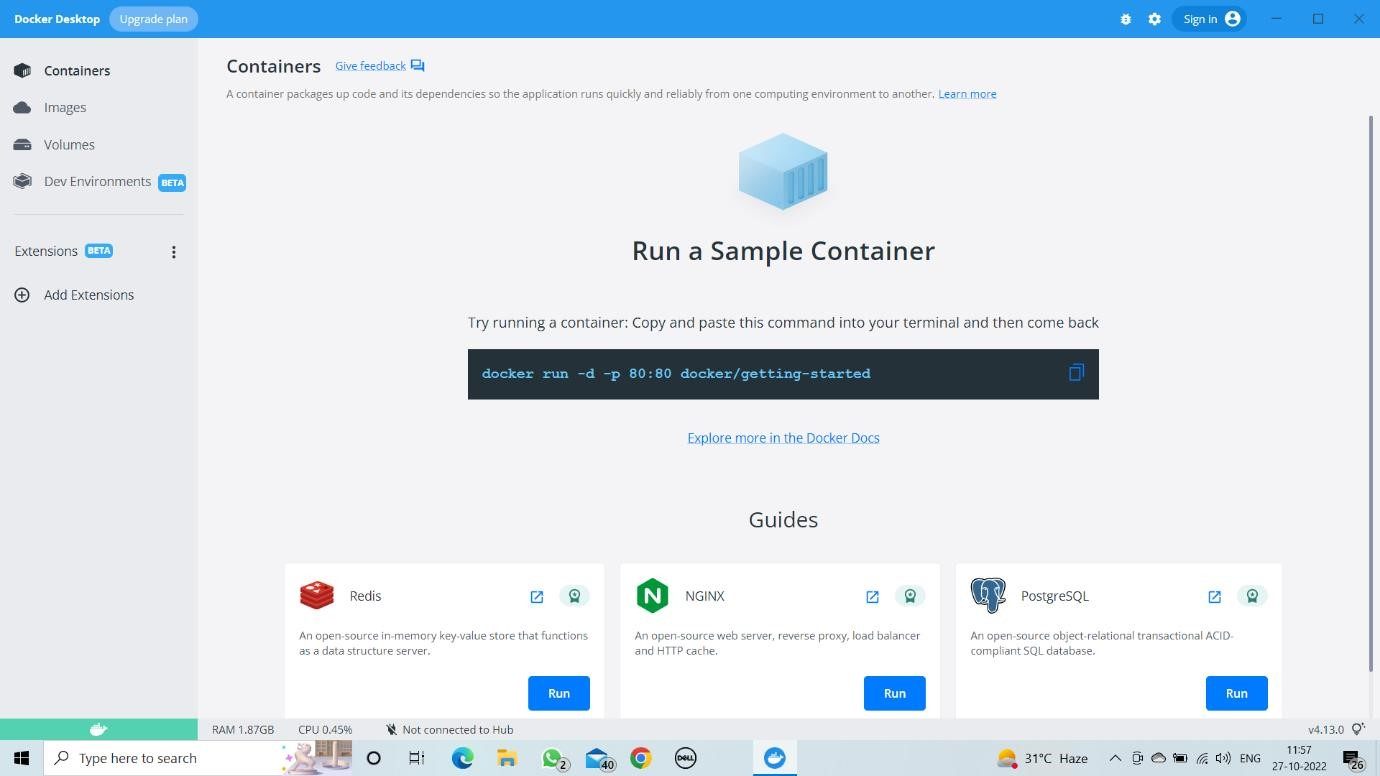 Docker Desktop
Upgrade plan
Sign in
Containers
Images
Volumes
Dev Environments BETA
Extensions BETA
Add Extensions
Containers
Give feedback
A container packages up code and its dependencies so the application runs quickly and reliably from one computing environment to another. Learn more
Run a Sample Container
Try running a container: Copy and paste this command into your terminal and then come back
docker run -d -p 80:80 docker/getting-started
Explore more in the Docker Docs
Guides
Redis
An open-source in-memory key-value store that functions
as a data structure server.
Run
NGINX
An open-source web server, reverse proxy, load balancer
and HTTP cache.
Run
PostgreSQL
An open-source object-relational transactional ACID-
compliant SQL database.
Run
RAM 1.87GB CPU 0.45% Not connected to Hub
v4.13.0
Type here to search
2
40
DELL
31°C Haze
ENG
11:57
27-10-2022
26